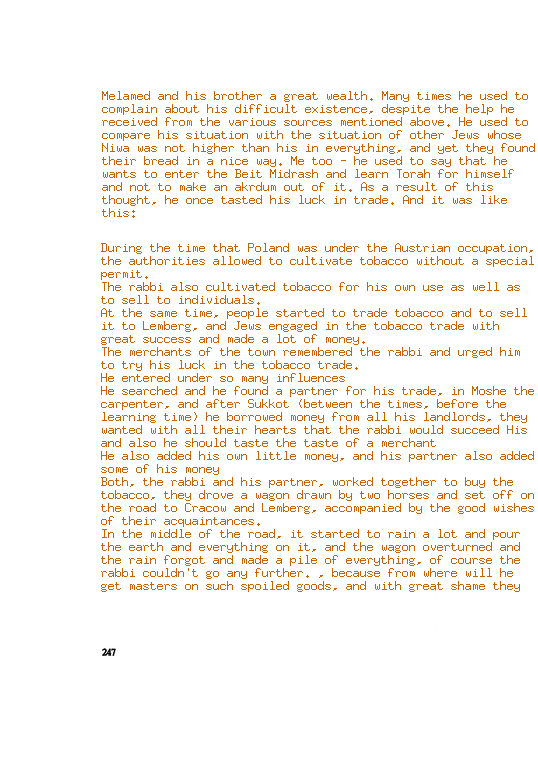 Melamed and his brother a great wealth. Many times he used to
complain about his difficult existence, despite the help he
received from the various sources mentioned above. He used to
compare his situation with the situation of other Jews whose
Niwa was not higher than his in everything, and yet they found
their bread in a nice way. Me too - he used to say that he
wants to enter the Beit Midrash and learn Torah for himself
and not to make an akrdum out of it. As a result of this
thought, he once tasted his luck in trade. And it was like
this:
During the time that Poland was under the Austrian occupation,
the authorities allowed to cultivate tobacco without a special
permit.
The rabbi also cultivated tobacco for his own use as well as
to sell to individuals.
At the same time, people started to trade tobacco and to sell
it to Lemberg, and Jews engaged in the tobacco trade with
great success and made a lot of money.
The merchants of the town remembered the rabbi and urged him
to try his luck in the tobacco trade.
He entered under so many influences
He searched and he found a partner for his trade, in Moshe the
carpenter, and after Sukkot (between the times, before the
learning time) he borrowed money from all his landlords, they
wanted with all their hearts that the rabbi would succeed His
and also he should taste the taste of a merchant
He also added his own little money, and his partner also added
some of his money
Both, the rabbi and his partner, worked together to buy the
tobacco, they drove a wagon drawn by two horses and set off on
the road to Cracow and Lemberg, accompanied by the good wishes
of their acquaintances.
In the middle of the road, it started to rain a lot and pour
the earth and everything on it, and the wagon overturned and
the rain forgot and made a pile of everything, of course the
rabbi couldn't go any further. , because from where will he
get masters on such spoiled goods, and with great shame they
247